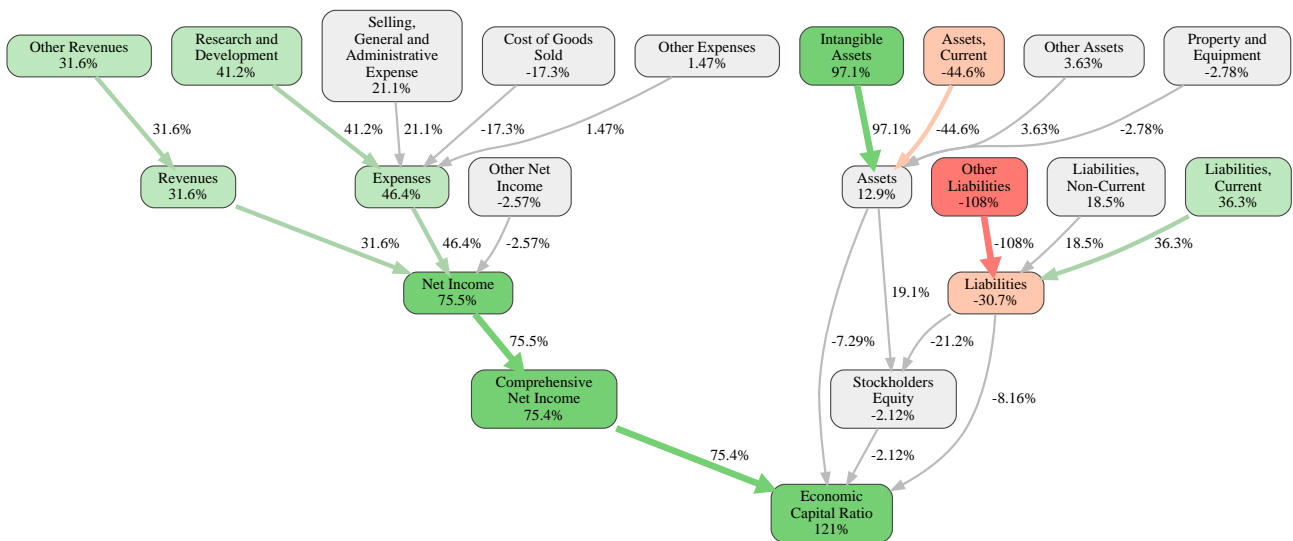 Other Revenues
31.6%
Research and
Development
41.2%
Selling,
General and
Administrative
Expense
21.1%
Cost of Goods
Sold
-17.3%
Other Expenses
1.47%
Intangible
Assets
97.1%
Assets,
Current
-44.6%
Other Assets
3.63%
Property and
Equipment
-2.78%
31.6%
41.2%
21.1%
-17.3%
1.47%
97.1%
-44.6%
3.63%
-2.78%
Revenues
31.6%
Expenses
46.4%
Other Net
Income
-2.57%
Assets
12.9%
Other
Liabilities
-108%
Liabilities,
Non-Current
18.5%
Liabilities,
Current
36.3%
31.6%
46.4%
-2.57%
-108%
18.5%
36.3%
Net Income
75.5%
Liabilities
-30.7%
19.1%
75.5%
-7.29%
-21.2%
Comprehensive
Net Income
75.4%
Stockholders
Equity
-2.12%
-8.16%
75.4%
-2.12%
Economic
Capital Ratio
121%